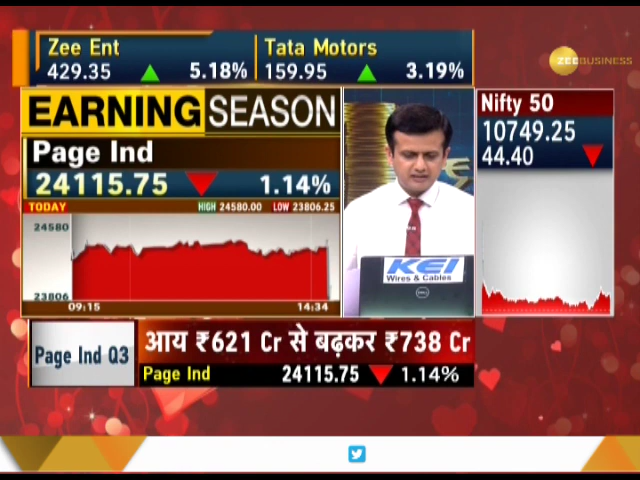 Zee Ent
429.35 ▲ 5.18%
Tata Motors
159.95 ▲ 3.19%
ZEEBUSINESS
EARNING SEASON
Page Ind
24115.75 ▼ 1.14%
TODAY HIGH 24580.00 LOW 23806.25
24580
23806
09:15 14:34
KEI
Wires & Cables
DELL
Nifty 50
10749.25
44.40 ▼
Page Ind Q3
आय ₹621 Cr से बढ़कर ₹738 Cr
Page Ind 24115.75 ▼ 1.14%